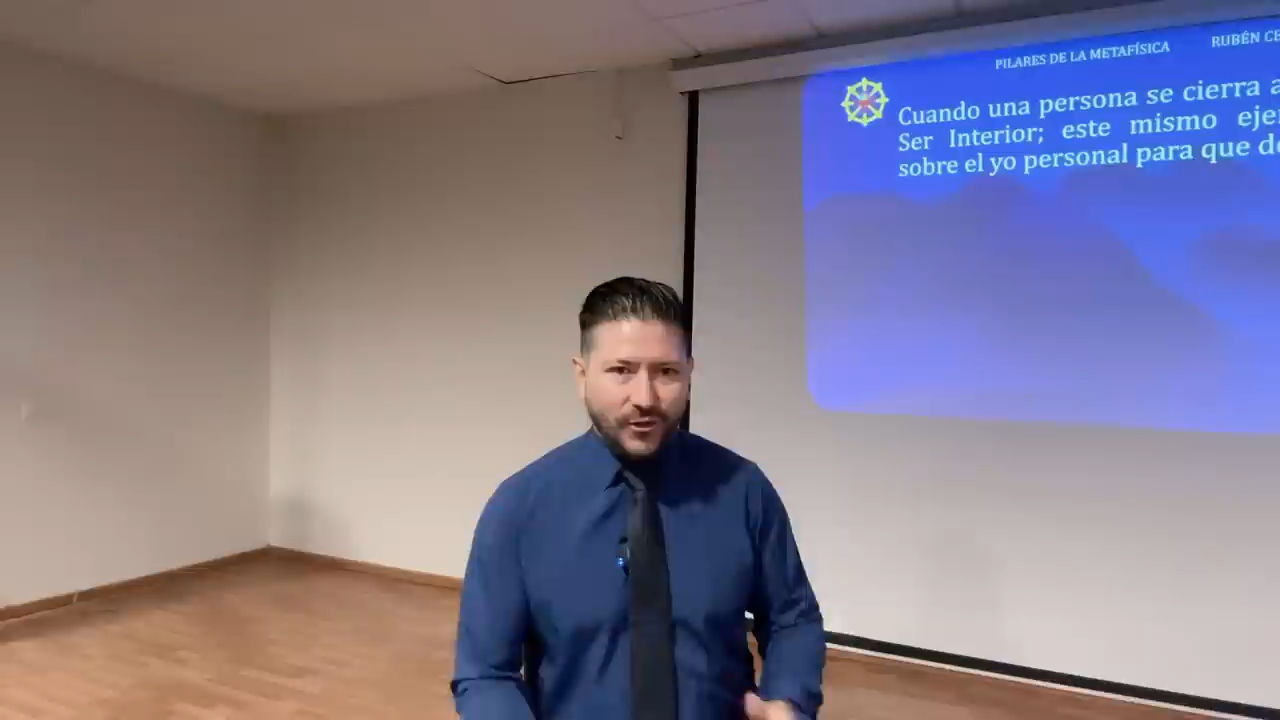 PILARES DE LA METAFÍSICA RUBÉN
Cuando una persona se cierra
Ser Interior; este mismo
sobre el yo personal para que